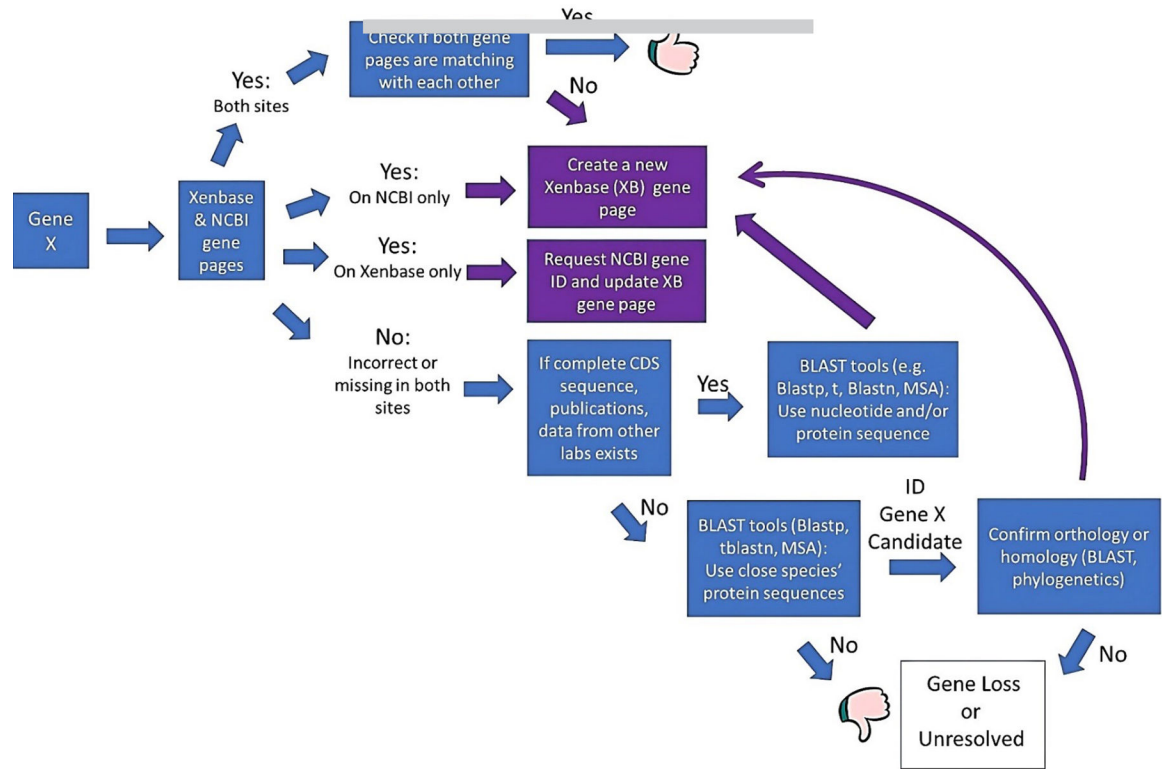 Yes
Check if both gene
pages are matching
with each other
Yes:
Both sites
No
Gene
X
Xenbase
& NCBI
gene
pages
Yes:
On NCBI only
Create a new
Xenbase (XB) gene
page
Yes:
On Xenbase only
Request NCBI gene
ID and update XB
gene page
No:
Incorrect or
missing in both
sites
If complete CDS
sequence,
publications,
data from other
labs exists
Yes
BLAST tools (e.g.
Blastp, t, Blastn, MSA):
Use nucleotide and/or
protein sequence
No
BLAST tools (Blastp,
tblastn, MSA):
Use close species’
protein sequences
ID
Gene X
Candidate
Confirm orthology or
homology (BLAST,
phylogenetics)
No
No
Gene Loss
or
Unresolved